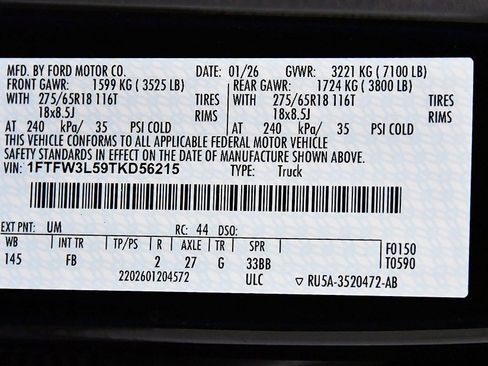 MFD. BY FORD MOTOR CO. DATE: 01/26 GVWR: 3221 KG ( 7100 LB)
FRONT GAWR: 1599 KG ( 3525 LB) REAR GAWR: 1724 KG ( 3800 LB)
WITH 275/65R18 116T TIRES WITH 275/65R18 116T TIRES
18x8.5J RIMS 18x8.5J RIMS
AT 240 kPa/ 35 PSI COLD AT 240 kPa/ 35 PSI COLD
THIS VEHICLE CONFORMS TO ALL APPLICABLE FEDERAL MOTOR VEHICLE
SAFETY STANDARDS IN EFFECT ON THE DATE OF MANUFACTURE SHOWN ABOVE.
VIN: 1FTFW3L59TKD56215 TYPE: Truck
EXT PNT: UM RC: 44 DSO:
WB INT TR TP/PS R AXLE TR SPR F0150
145 FB 2 27 G 33BB T0590
2202601204572 ULC ▽ RU5A-3520472-AB